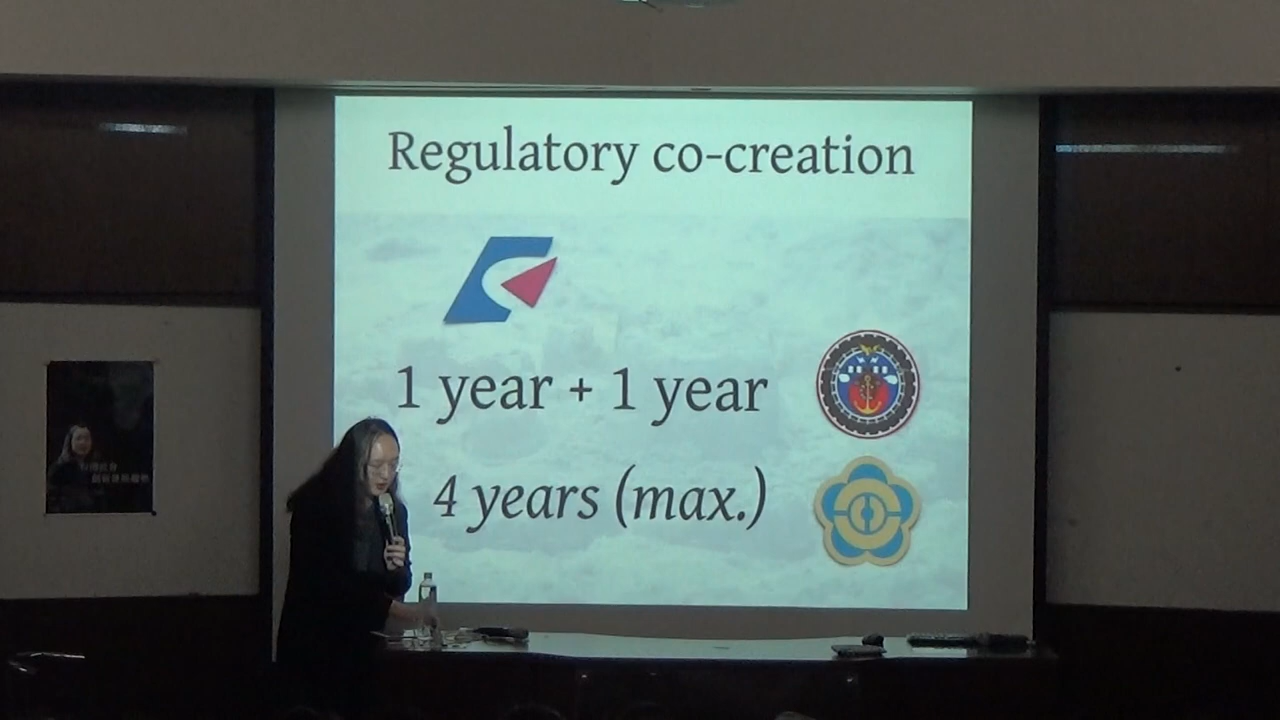 Regulatory co-creation
1 year + 1 year
4 years (max.)